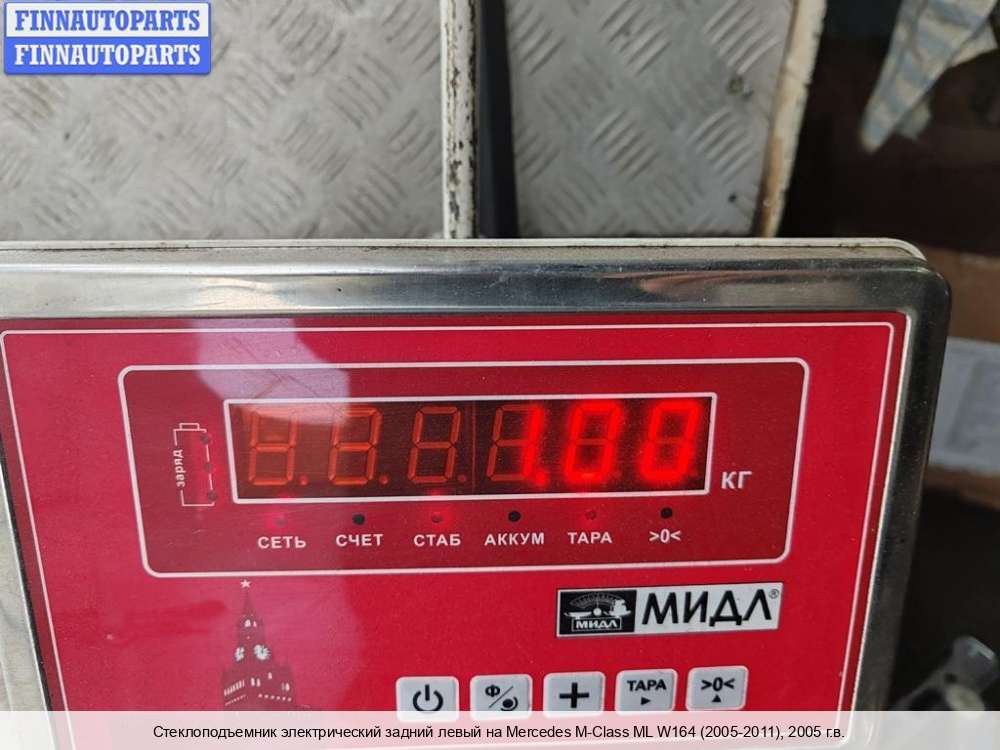 FINNAUTOPARTS
FINNAUTOPARTS
заряд
1.00
КГ
СЕТЬ СЧЕТ СТАБ АККУМ ТАРА >0<
МИДЛ МИДЛ®
Ф ТАРА >0<
Стеклоподъемник электрический задний левый на Mercedes M-Class ML W164 (2005-2011), 2005 г.в.